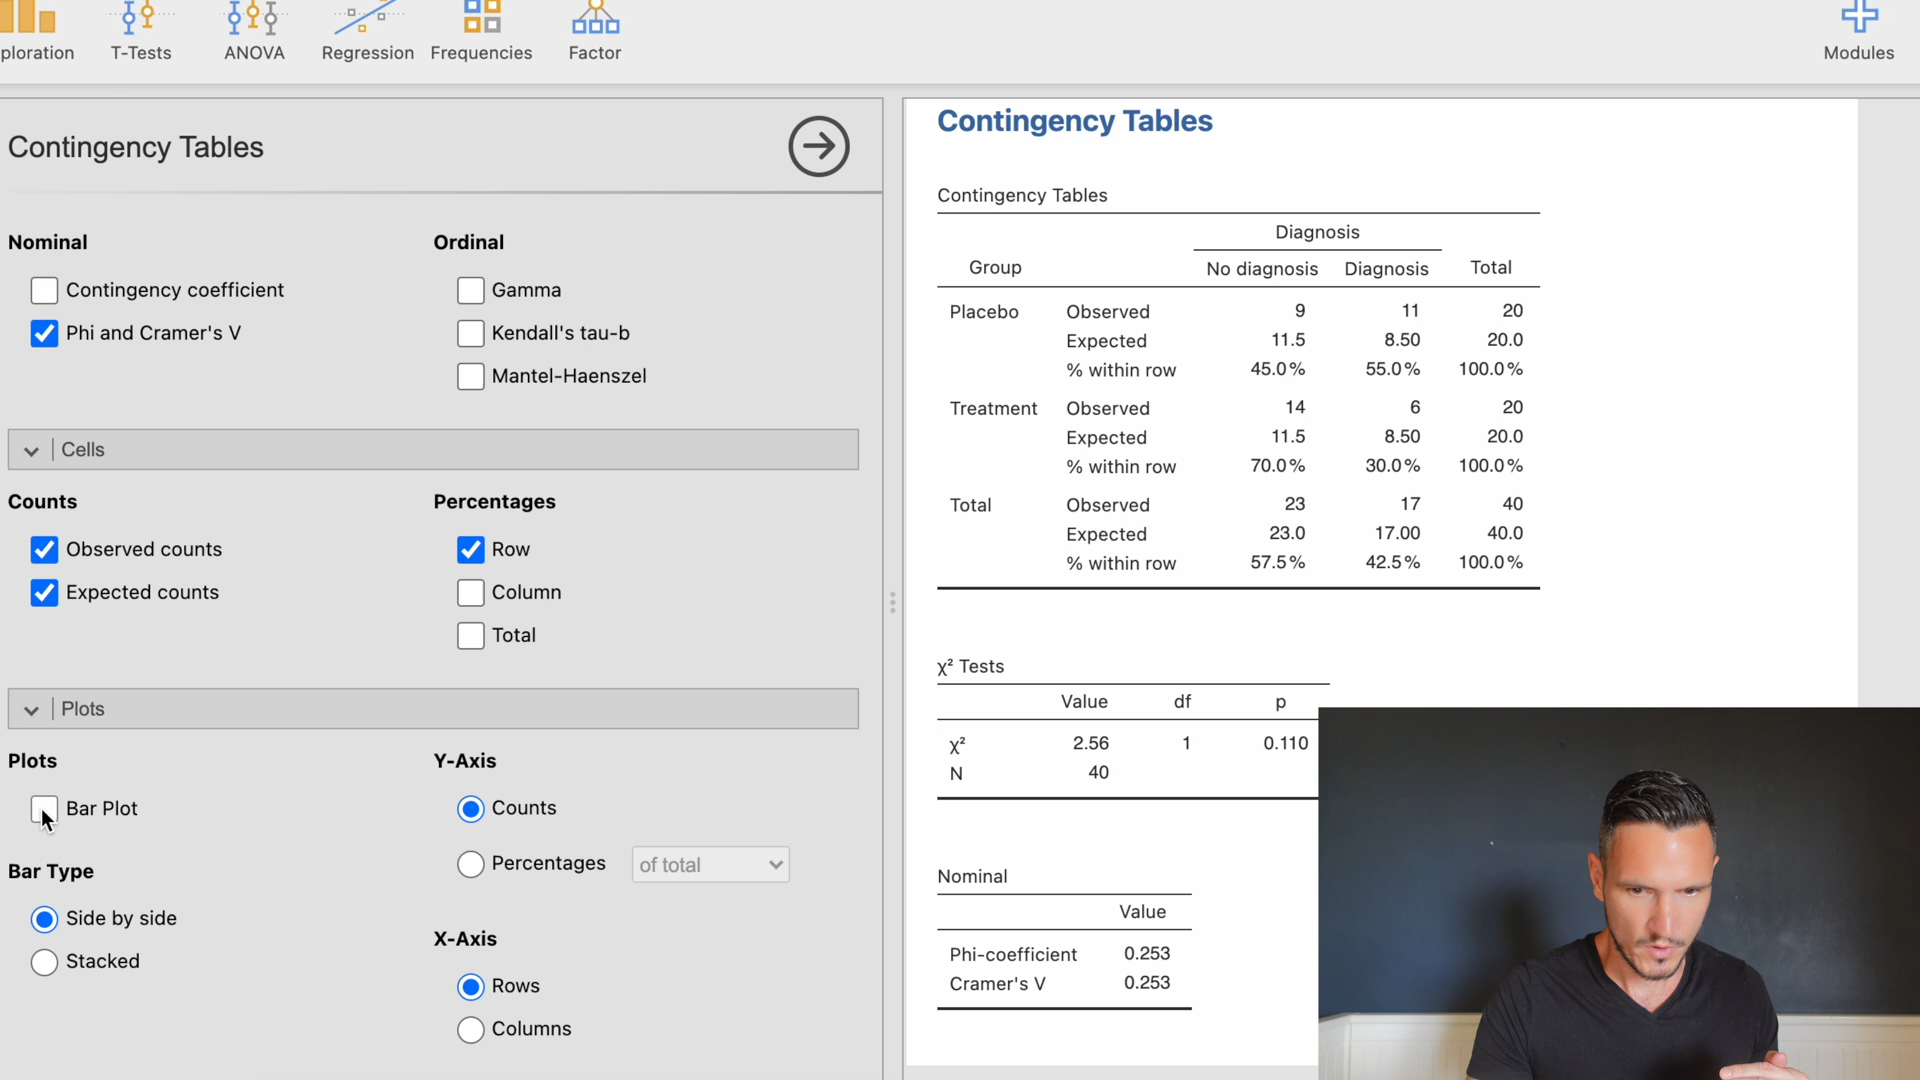 ploration T-Tests ANOVA Regression Frequencies Factor Modules
Contingency Tables
Nominal Ordinal
Contingency coefficient Gamma
Phi and Cramer's V Kendall's tau-b
Mantel-Haenszel
Cells
Counts Percentages
Observed counts Row
Expected counts Column
Total
Plots
Plots Y-Axis
Bar Plot Counts
Percentages of total
Bar Type
Side by side X-Axis
Stacked Rows
Columns
Contingency Tables
Contingency Tables
Diagnosis
Group No diagnosis Diagnosis Total
Placebo Observed 9 11 20
Expected 11.5 8.50 20.0
% within row 45.0% 55.0% 100.0%
Treatment Observed 14 6 20
Expected 11.5 8.50 20.0
% within row 70.0% 30.0% 100.0%
Total Observed 23 17 40
Expected 23.0 17.00 40.0
% within row 57.5% 42.5% 100.0%
χ² Tests
Value df p
χ² 2.56 1 0.110
N 40
Nominal
Value
Phi-coefficient 0.253
Cramer's V 0.253